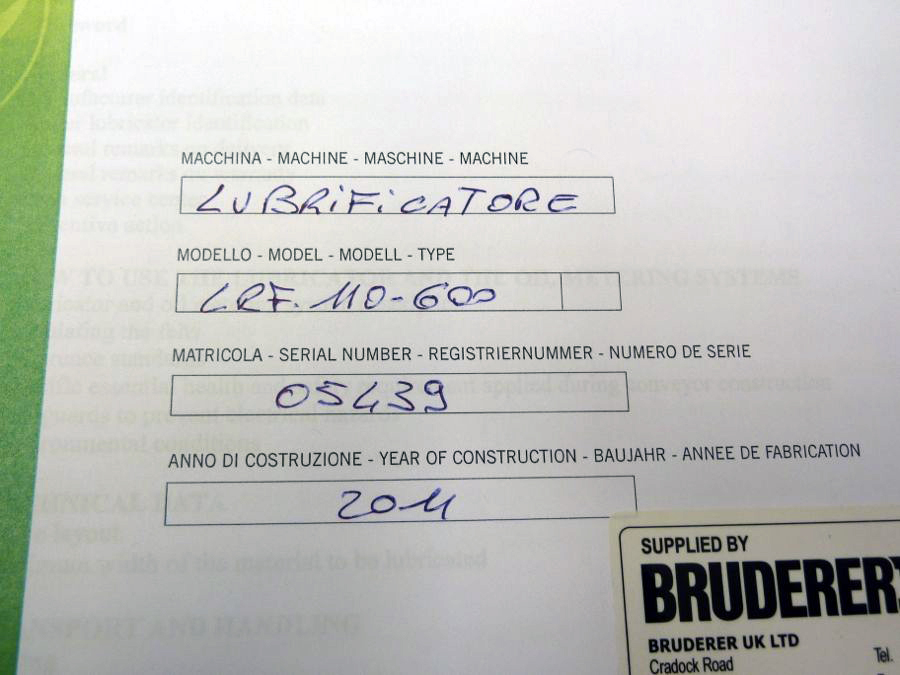 MACCHINA - MACHINE - MASCHINE - MACHINE
LUBRIFICATORE
MODELLO - MODEL - MODELL - TYPE
LRF. 110-600
MATRICOLA - SERIAL NUMBER - REGISTRIERNUMMER - NUMERO DE SERIE
05439
ANNO DI COSTRUZIONE - YEAR OF CONSTRUCTION - BAUJAHR - ANNEE DE FABRICATION
2011
SUPPLIED BY
BRUDERER
BRUDERER UK LTD
Cradock Road
Tel.